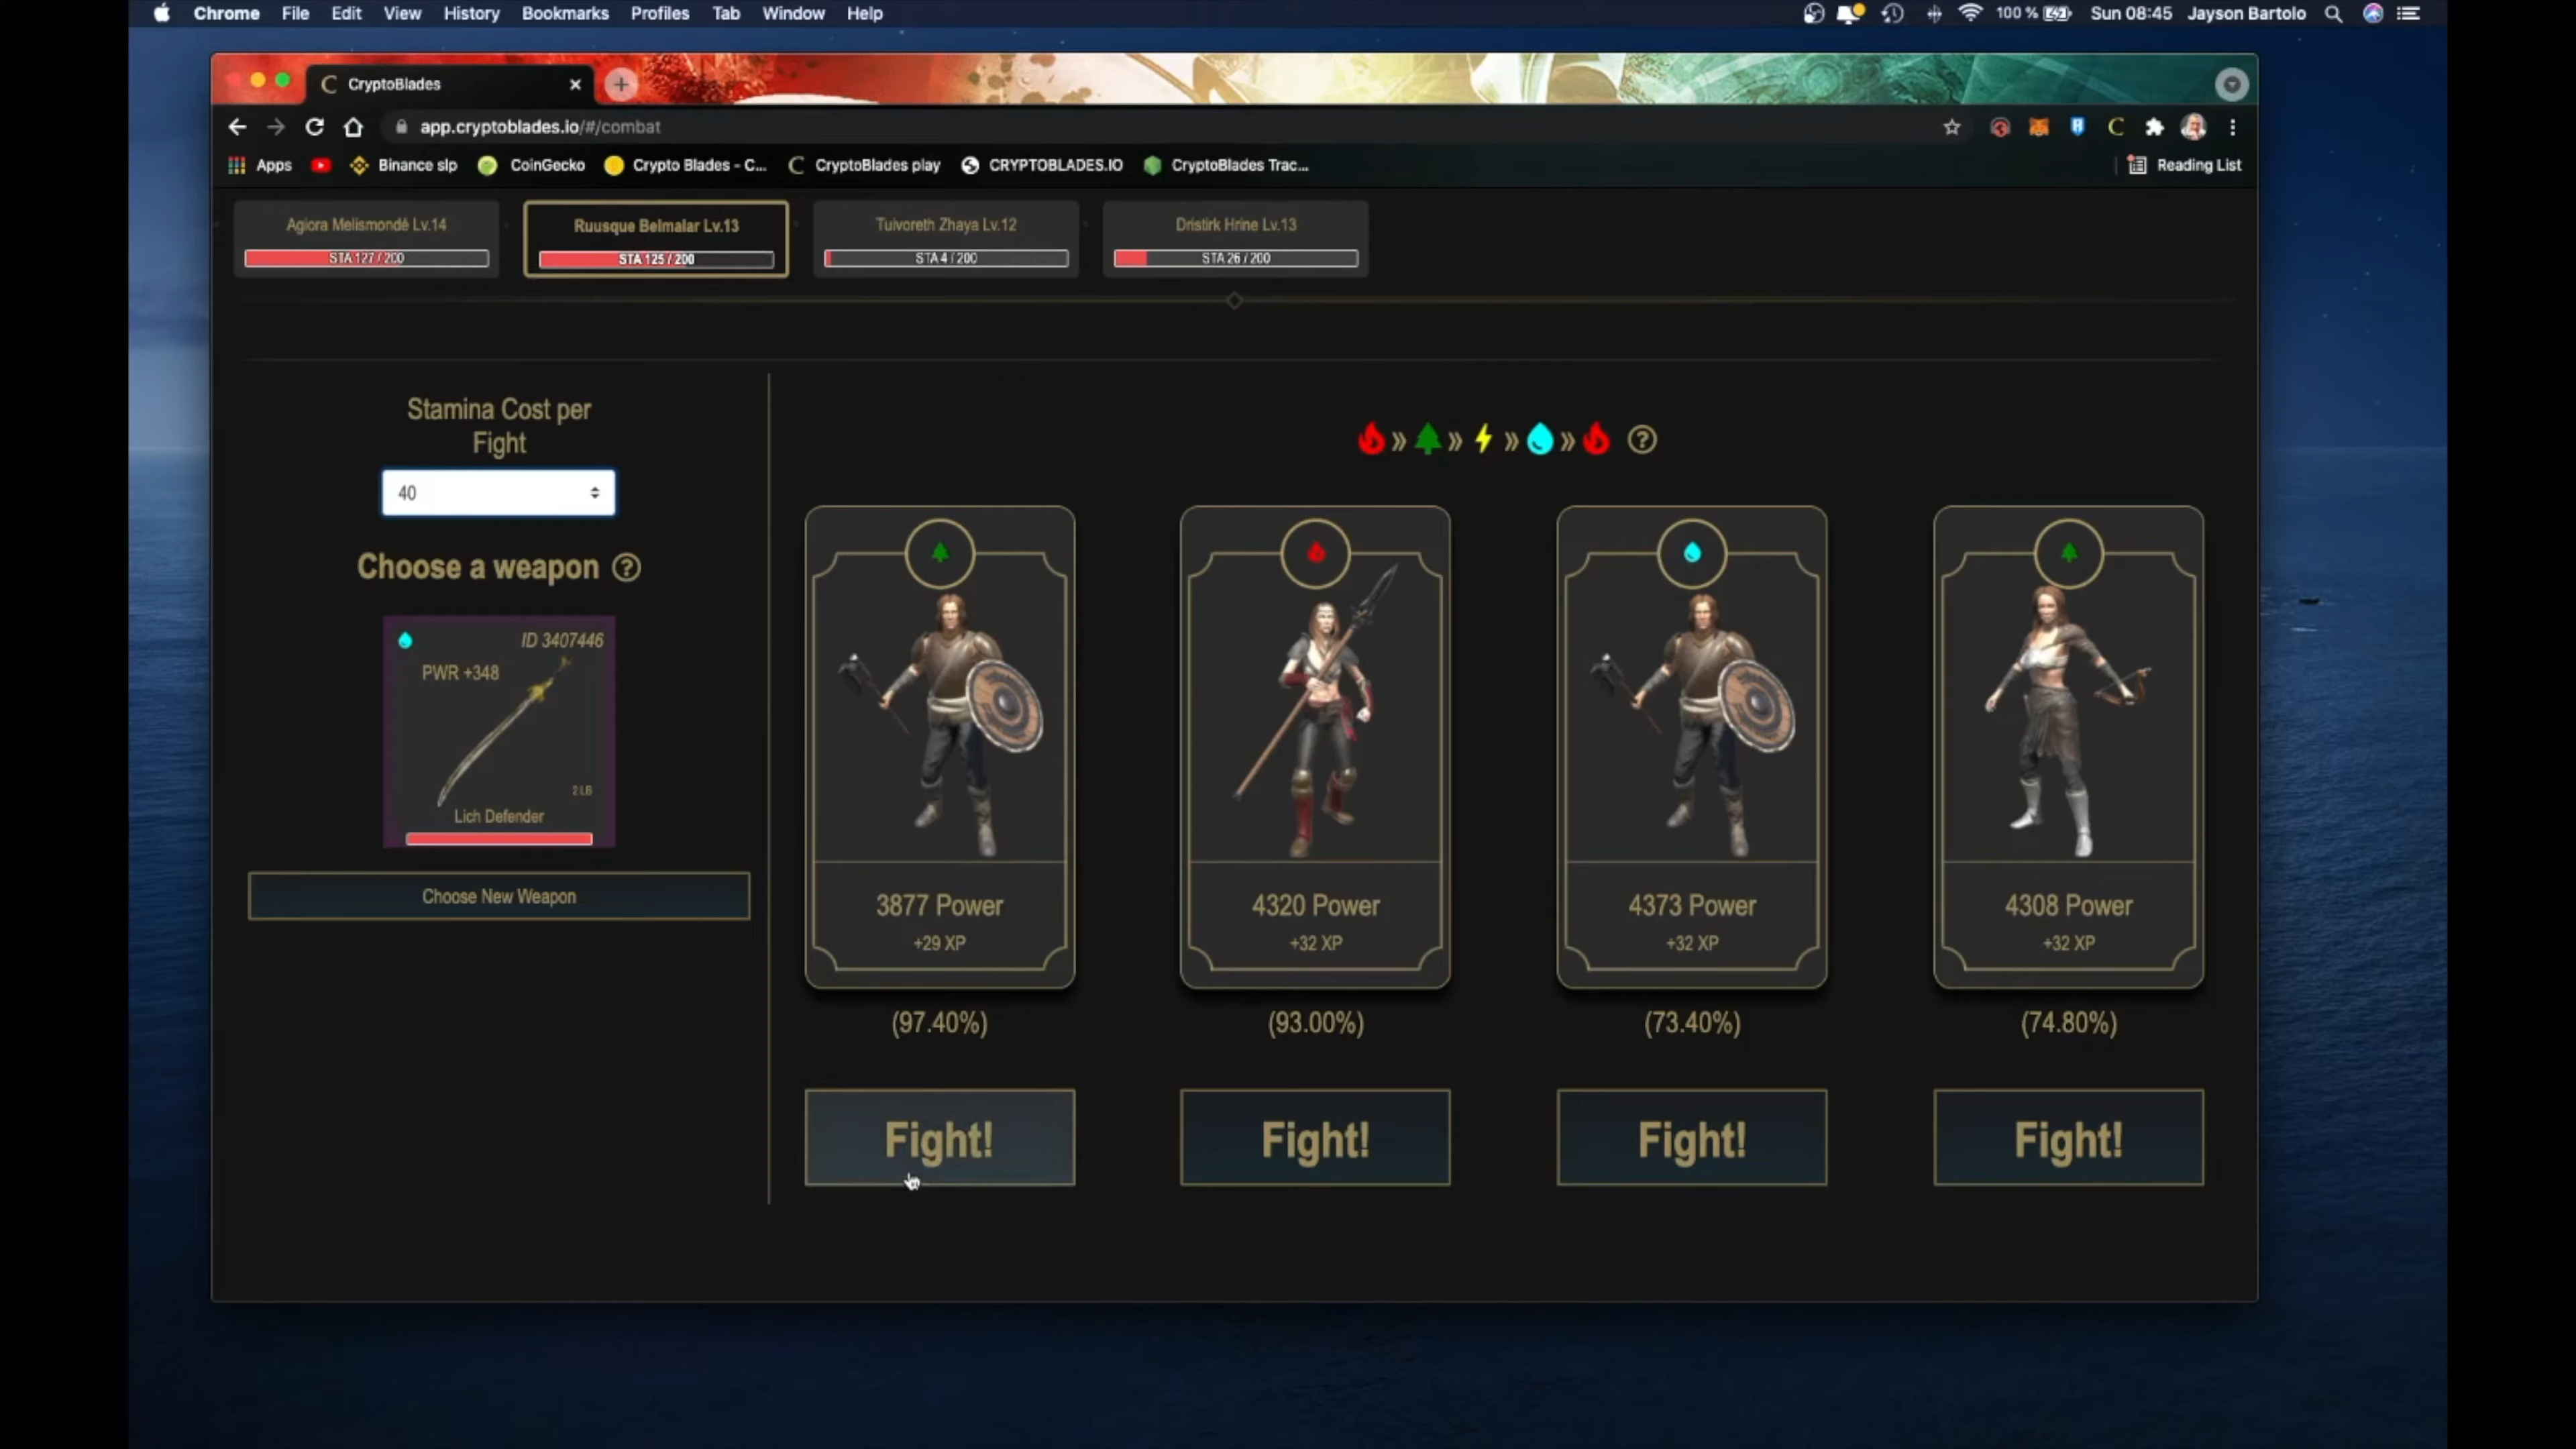 Chrome File Edit View History Bookmarks Profiles Tab Window Help 100 % Sun 08:45 Jayson Bartolo
CryptoBlades
app.cryptoblades.io/#/combat
Apps Binance slp CoinGecko Crypto Blades - C... CryptoBlades play CRYPTOBLADES.IO CryptoBlades Trac... Reading List
Agiora Melismondé Lv.14 Ruusque Belmalar Lv.13 Tuivoreth Zhaya Lv.12 Dristirk Hrine Lv.13
STA 127 / 200 STA 125 / 200 STA 4 / 200 STA 26 / 200
Stamina Cost per
Fight
40
Choose a weapon ?
ID 3407446
PWR +348
2 LB
Lich Defender
Choose New Weapon
?
3877 Power 4320 Power 4373 Power 4308 Power
+29 XP +32 XP +32 XP +32 XP
(97.40%) (93.00%) (73.40%) (74.80%)
Fight! Fight! Fight! Fight!